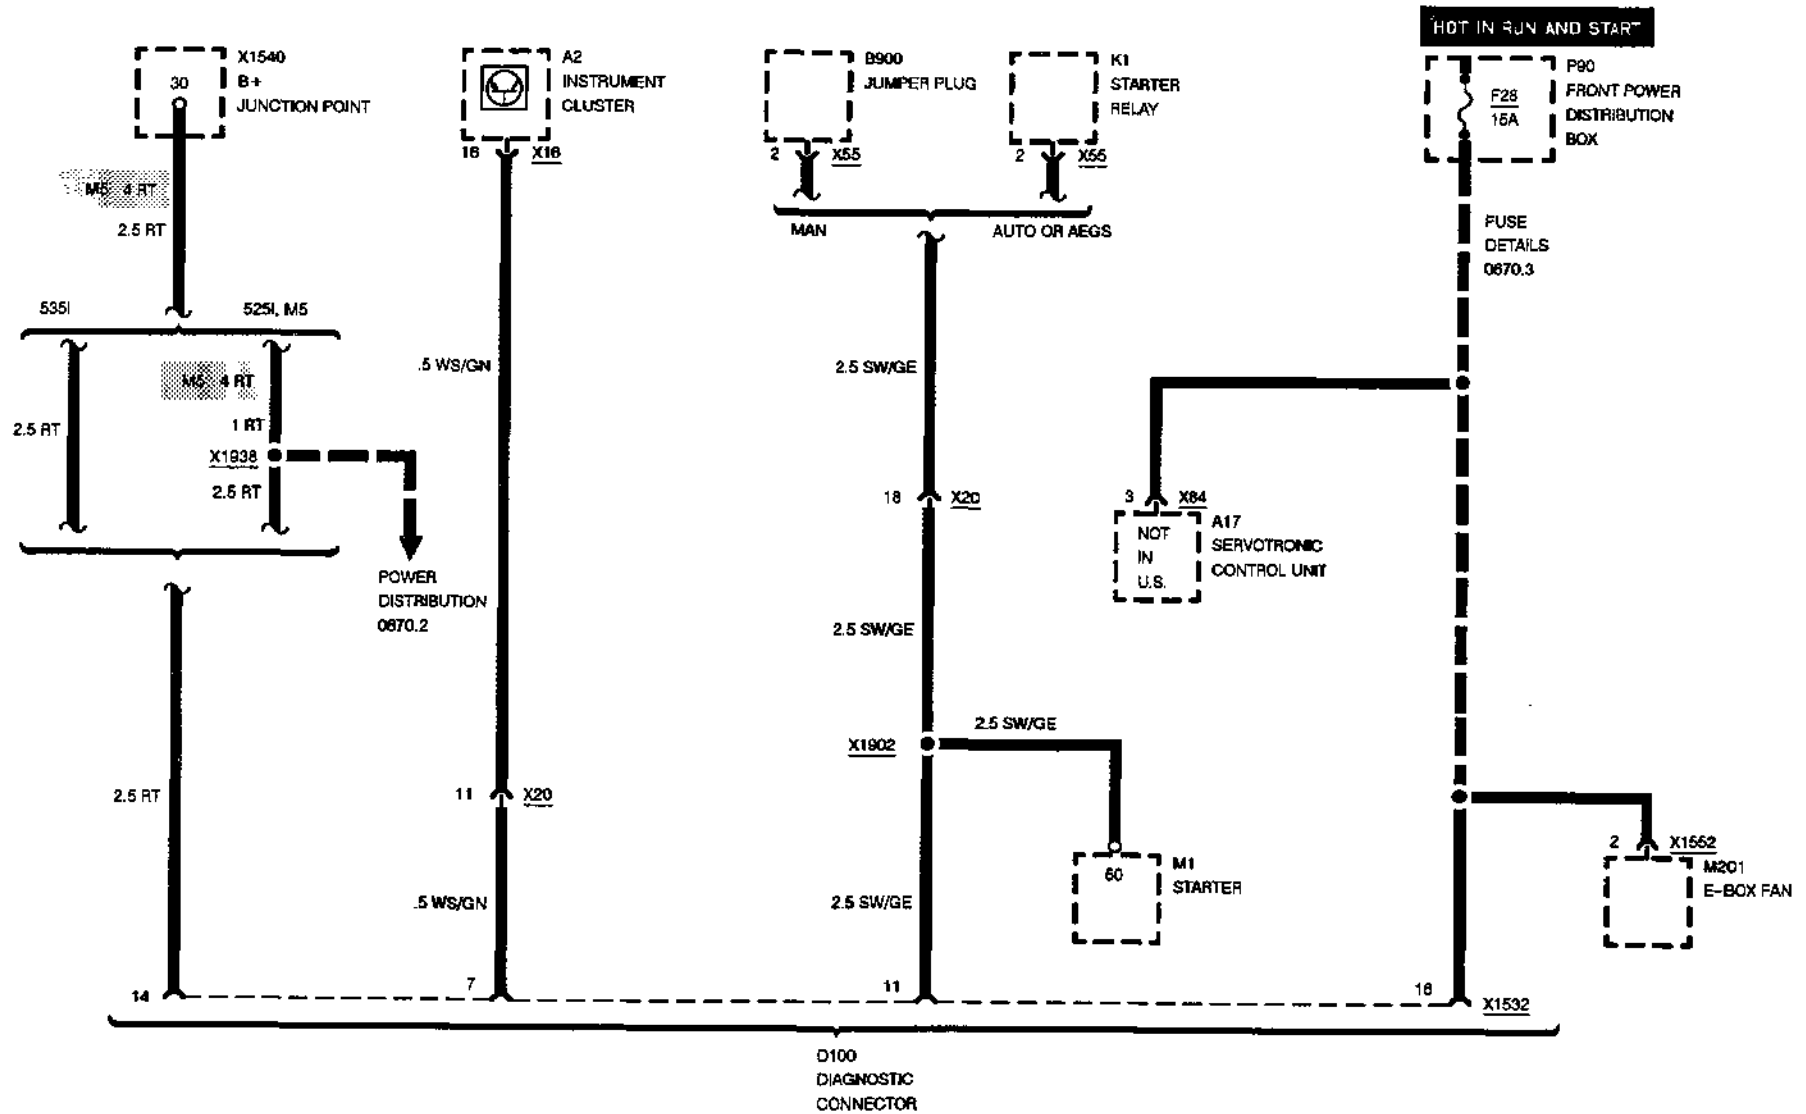 HOT IN RUN AND START
X1540
B+
JUNCTION POINT
30
A2
INSTRUMENT
CLUSTER
16
X16
B900
JUMPER PLUG
2
X55
K1
STARTER
RELAY
2
X55
P90
FRONT POWER
DISTRIBUTION
BOX
F28
15A
M5 4 RT
2.5 RT
MAN
AUTO OR AEGS
FUSE
DETAILS
0670.3
535I
525I, M5
M5 4 RT
2.5 RT
1 RT
X1938
2.5 RT
POWER
DISTRIBUTION
0670.2
.5 WS/GN
2.5 SW/GE
18
X20
3
X64
NOT
IN
U.S.
A17
SERVOTRONIC
CONTROL UNIT
2.5 SW/GE
X1902
2.5 SW/GE
2.5 RT
11
X20
50
M1
STARTER
2
X1552
M201
E-BOX FAN
.5 WS/GN
2.5 SW/GE
14
7
11
16
X1532
D100
DIAGNOSTIC
CONNECTOR